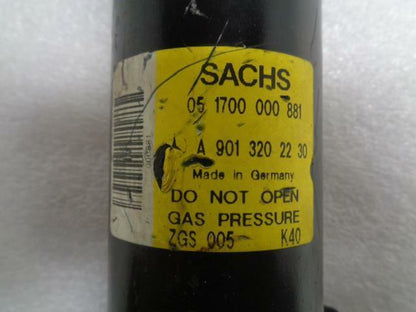 SACHS
05 1700 000 881
A 901 320 22 30
Made in Germany
DO NOT OPEN
GAS PRESSURE
ZGS 005 K40